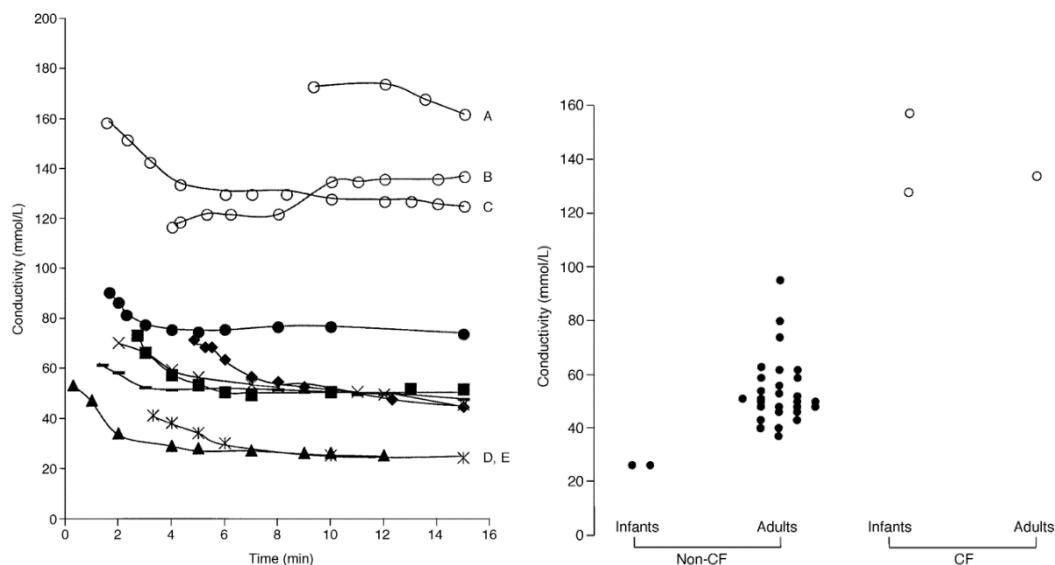 200
180
160
140
120
100
80
60
40
20
0
Conductivity (mmol/L)
A
B
C
D, E
0 2 4 6 8 10 12 14 16
Time (min)
160
140
120
100
80
60
40
20
0
Conductivity (mmol/L)
Infants Adults Infants Adults
Non-CF CF